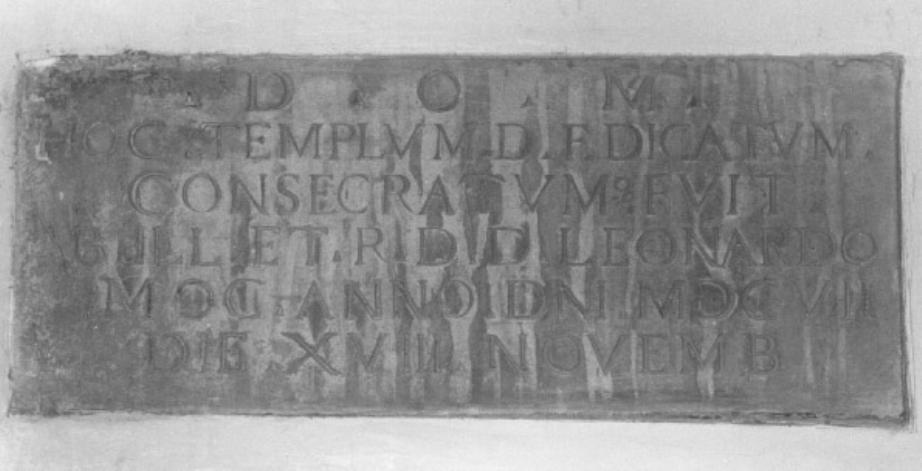 D . O . M .
HOC . TEMPLVM . DEDICATVM .
CONSECRATVMQ FVIT
ILL . ET . R . D . D . LEONARDO
MOC ANNO DNI . MDCVII
DIE . XVIII . NOVEMB